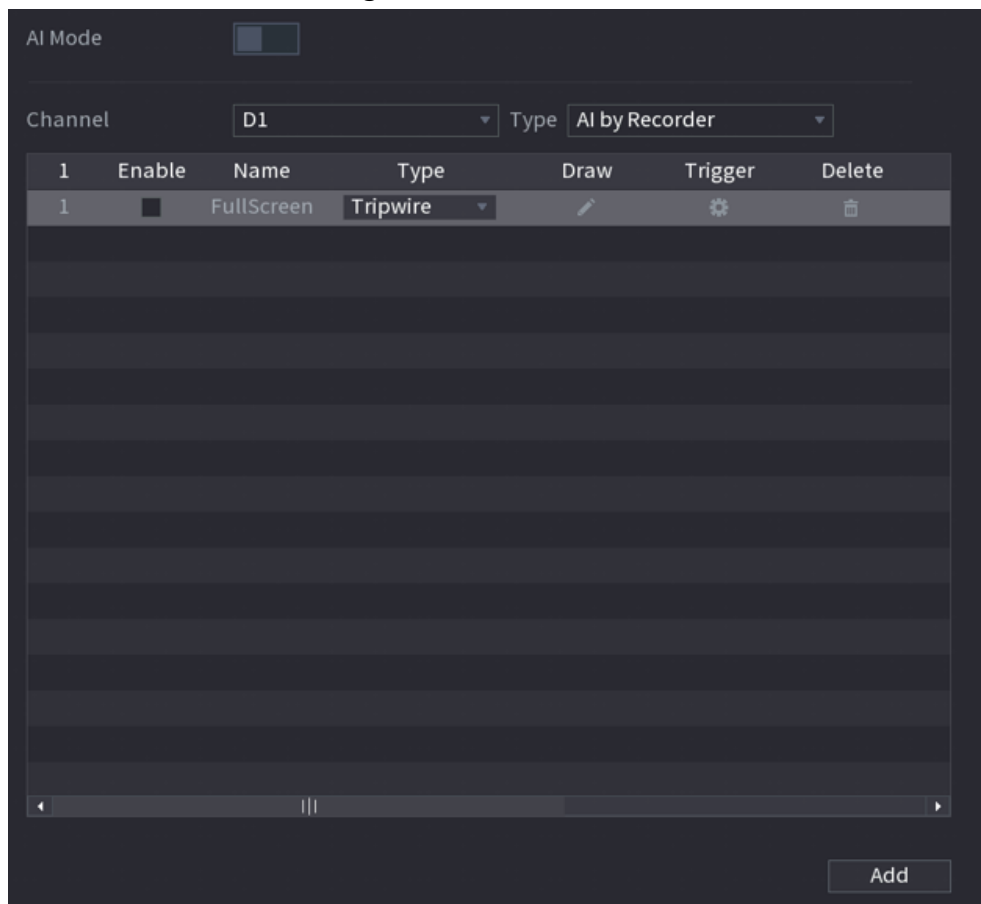 AI Mode
Channel D1 Type AI by Recorder
1 Enable Name Type Draw Trigger Delete
1 FullScreen Tripwire
Add